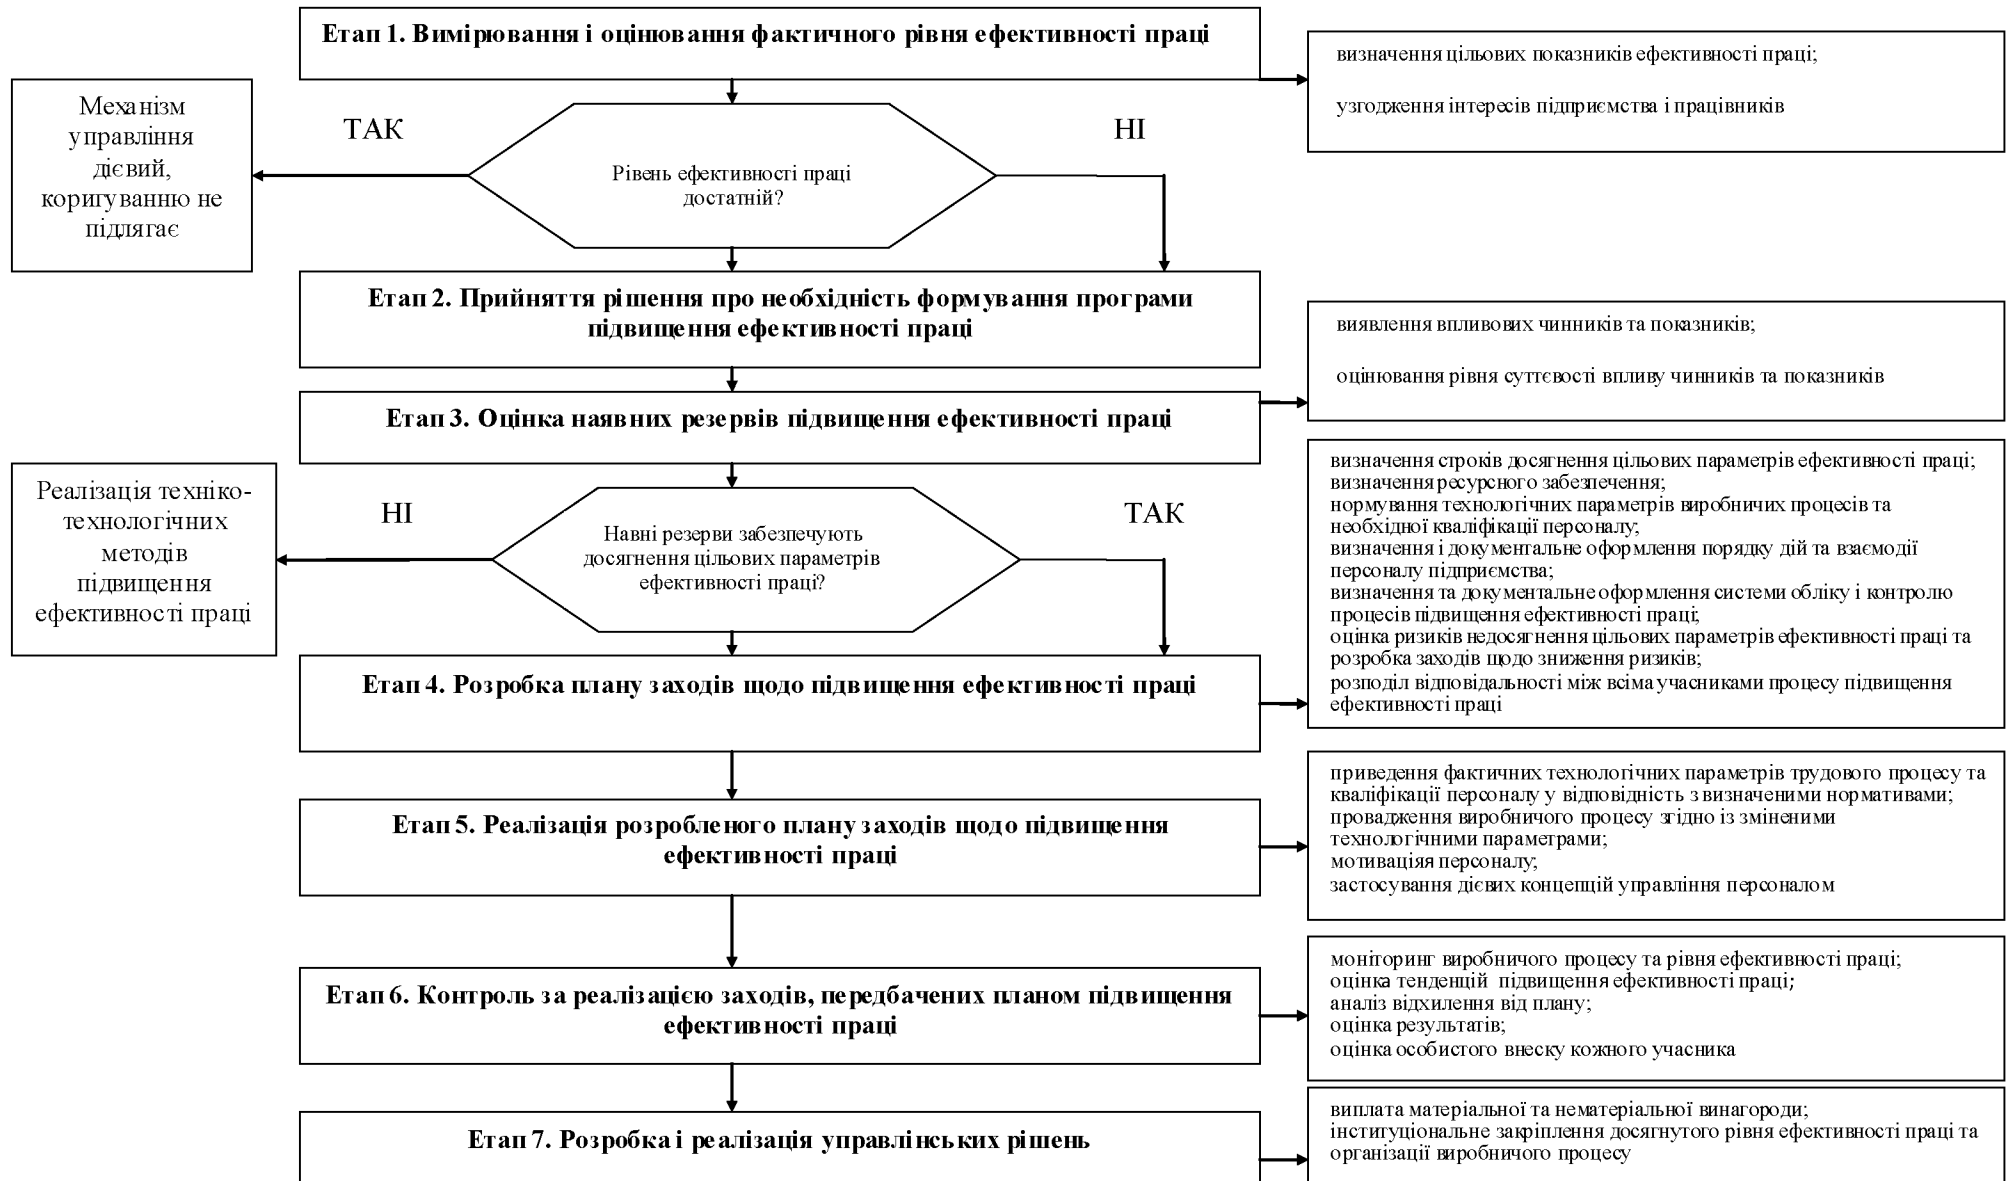 Етап 1. Вимірювання і оцінювання фактичного рівня ефективності праці
визначення цільових показників ефективності праці;
узгодження інтересів підприємства і працівників
Механізм
управління
дієвий,
коригуванню не
підлягає
ТАК
НІ
Рівень ефективності праці
достатній?
Етап 2. Прийняття рішення про необхідність формування програми
підвищення ефективності праці
виявлення впливових чинників та показників;
оцінювання рівня суттєвості впливу чинників та показників
Етап 3. Оцінка наявних резервів підвищення ефективності праці
Реалізація техніко-
технологічних
методів
підвищення
ефективності праці
НІ
ТАК
Навні резерви забезпечують
досягнення цільових параметрів
ефективності праці?
визначення строків досягнення цільових параметрів ефективності праці;
визначення ресурсного забезпечення;
нормування технологічних параметрів виробничих процесів та
необхідної кваліфікації персоналу;
визначення і документальне оформлення порядку дій та взаємодії
персоналу підприємства;
визначення та документальне оформлення системи обліку і контролю
процесів підвищення ефективності праці;
оцінка ризиків недосягнення цільових параметрів ефективності праці та
розробка заходів щодо зниження ризиків;
розподіл відповідальності між всіма учасниками процесу підвищення
ефективності праці
Етап 4. Розробка плану заходів щодо підвищення ефективності праці
Етап 5. Реалізація розробленого плану заходів щодо підвищення
ефективності праці
приведення фактичних технологічних параметрів трудового процесу та
кваліфікації персоналу у відповідність з визначеними нормативами;
провадження виробничого процесу згідно із зміненими
технологічними параметрами;
мотиваціяя персоналу;
застосування дієвих концепцій управління персоналом
Етап 6. Контроль за реалізацією заходів, передбачених планом підвищення
ефективності праці
моніторинг виробничого процесу та рівня ефективності праці;
оцінка тенденцій підвищення ефективності праці;
аналіз відхилення від плану;
оцінка результатів;
оцінка особистого внеску кожного учасника
Етап 7. Розробка і реалізація управлінських рішень
виплата матеріальної та нематеріальної винагороди;
інституціональне закріплення досягнутого рівня ефективності праці та
організації виробничого процесу